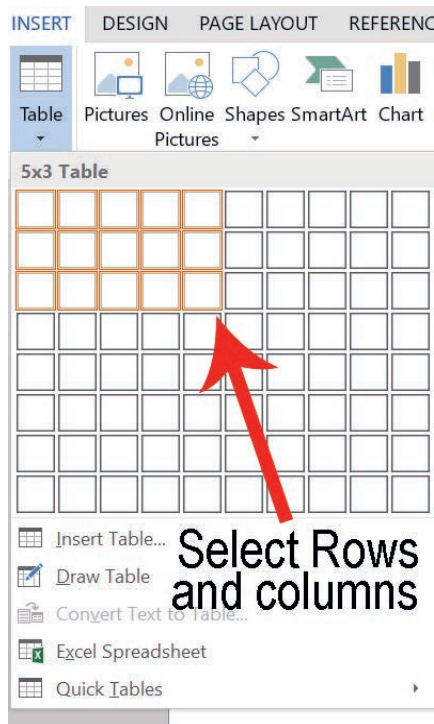 INSERT DESIGN PAGE LAYOUT REFERENC
Table Pictures Online Shapes SmartArt Chart
Pictures
5x3 Table
Insert Table...
Select Rows
Draw Table
and columns
Convert Text to Table...
Excel Spreadsheet
Quick Tables